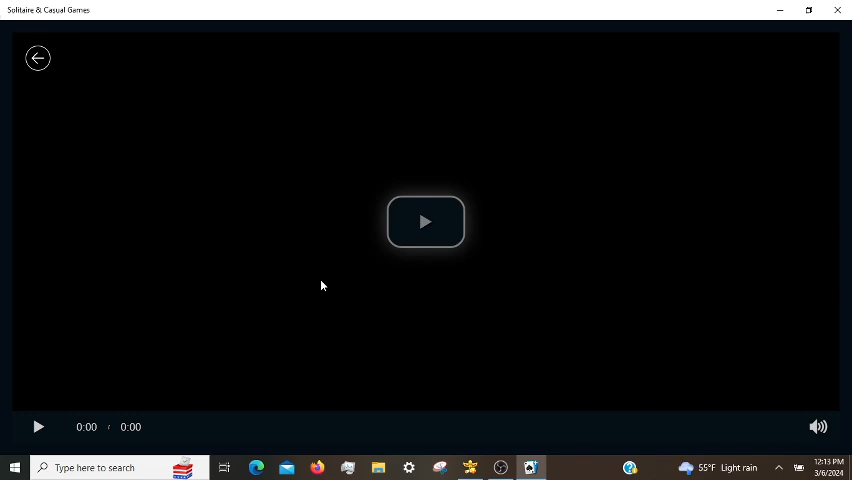 Solitaire & Casual Games
0:00 / 0:00
Type here to search
55°F Light rain
12:13 PM
3/6/2024